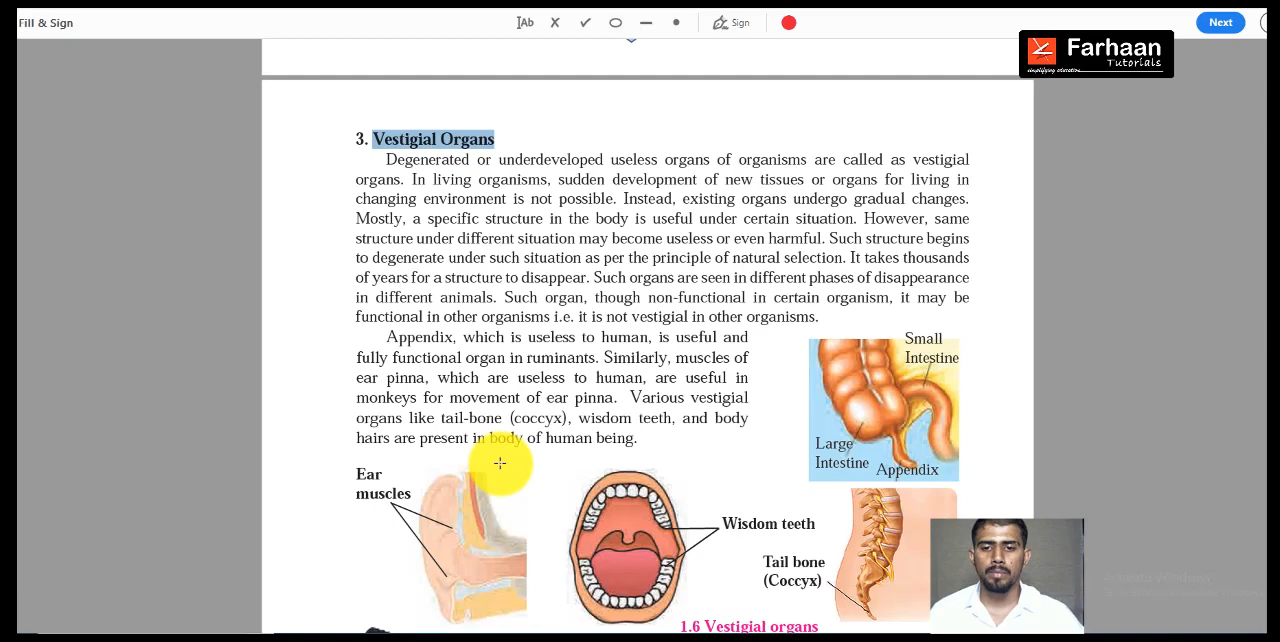 Fill & Sign
Ab
Sign
Next
Farhaan
Tutorials
simplifying education
3. Vestigial Organs
Degenerated or underdeveloped useless organs of organisms are called as vestigial
organs. In living organisms, sudden development of new tissues or organs for living in
changing environment is not possible. Instead, existing organs undergo gradual changes.
Mostly, a specific structure in the body is useful under certain situation. However, same
structure under different situation may become useless or even harmful. Such structure begins
to degenerate under such situation as per the principle of natural selection. It takes thousands
of years for a structure to disappear. Such organs are seen in different phases of disappearance
in different animals. Such organ, though non-functional in certain organism, it may be
functional in other organisms i.e. it is not vestigial in other organisms.
Appendix, which is useless to human, is useful and
fully functional organ in ruminants. Similarly, muscles of
ear pinna, which are useless to human, are useful in
monkeys for movement of ear pinna. Various vestigial
organs like tail-bone (coccyx), wisdom teeth, and body
hairs are present in body of human being.
Small
Intestine
Large
Intestine
Appendix
Ear
muscles
Wisdom teeth
Tail bone
(Coccyx)
1.6 Vestigial organs